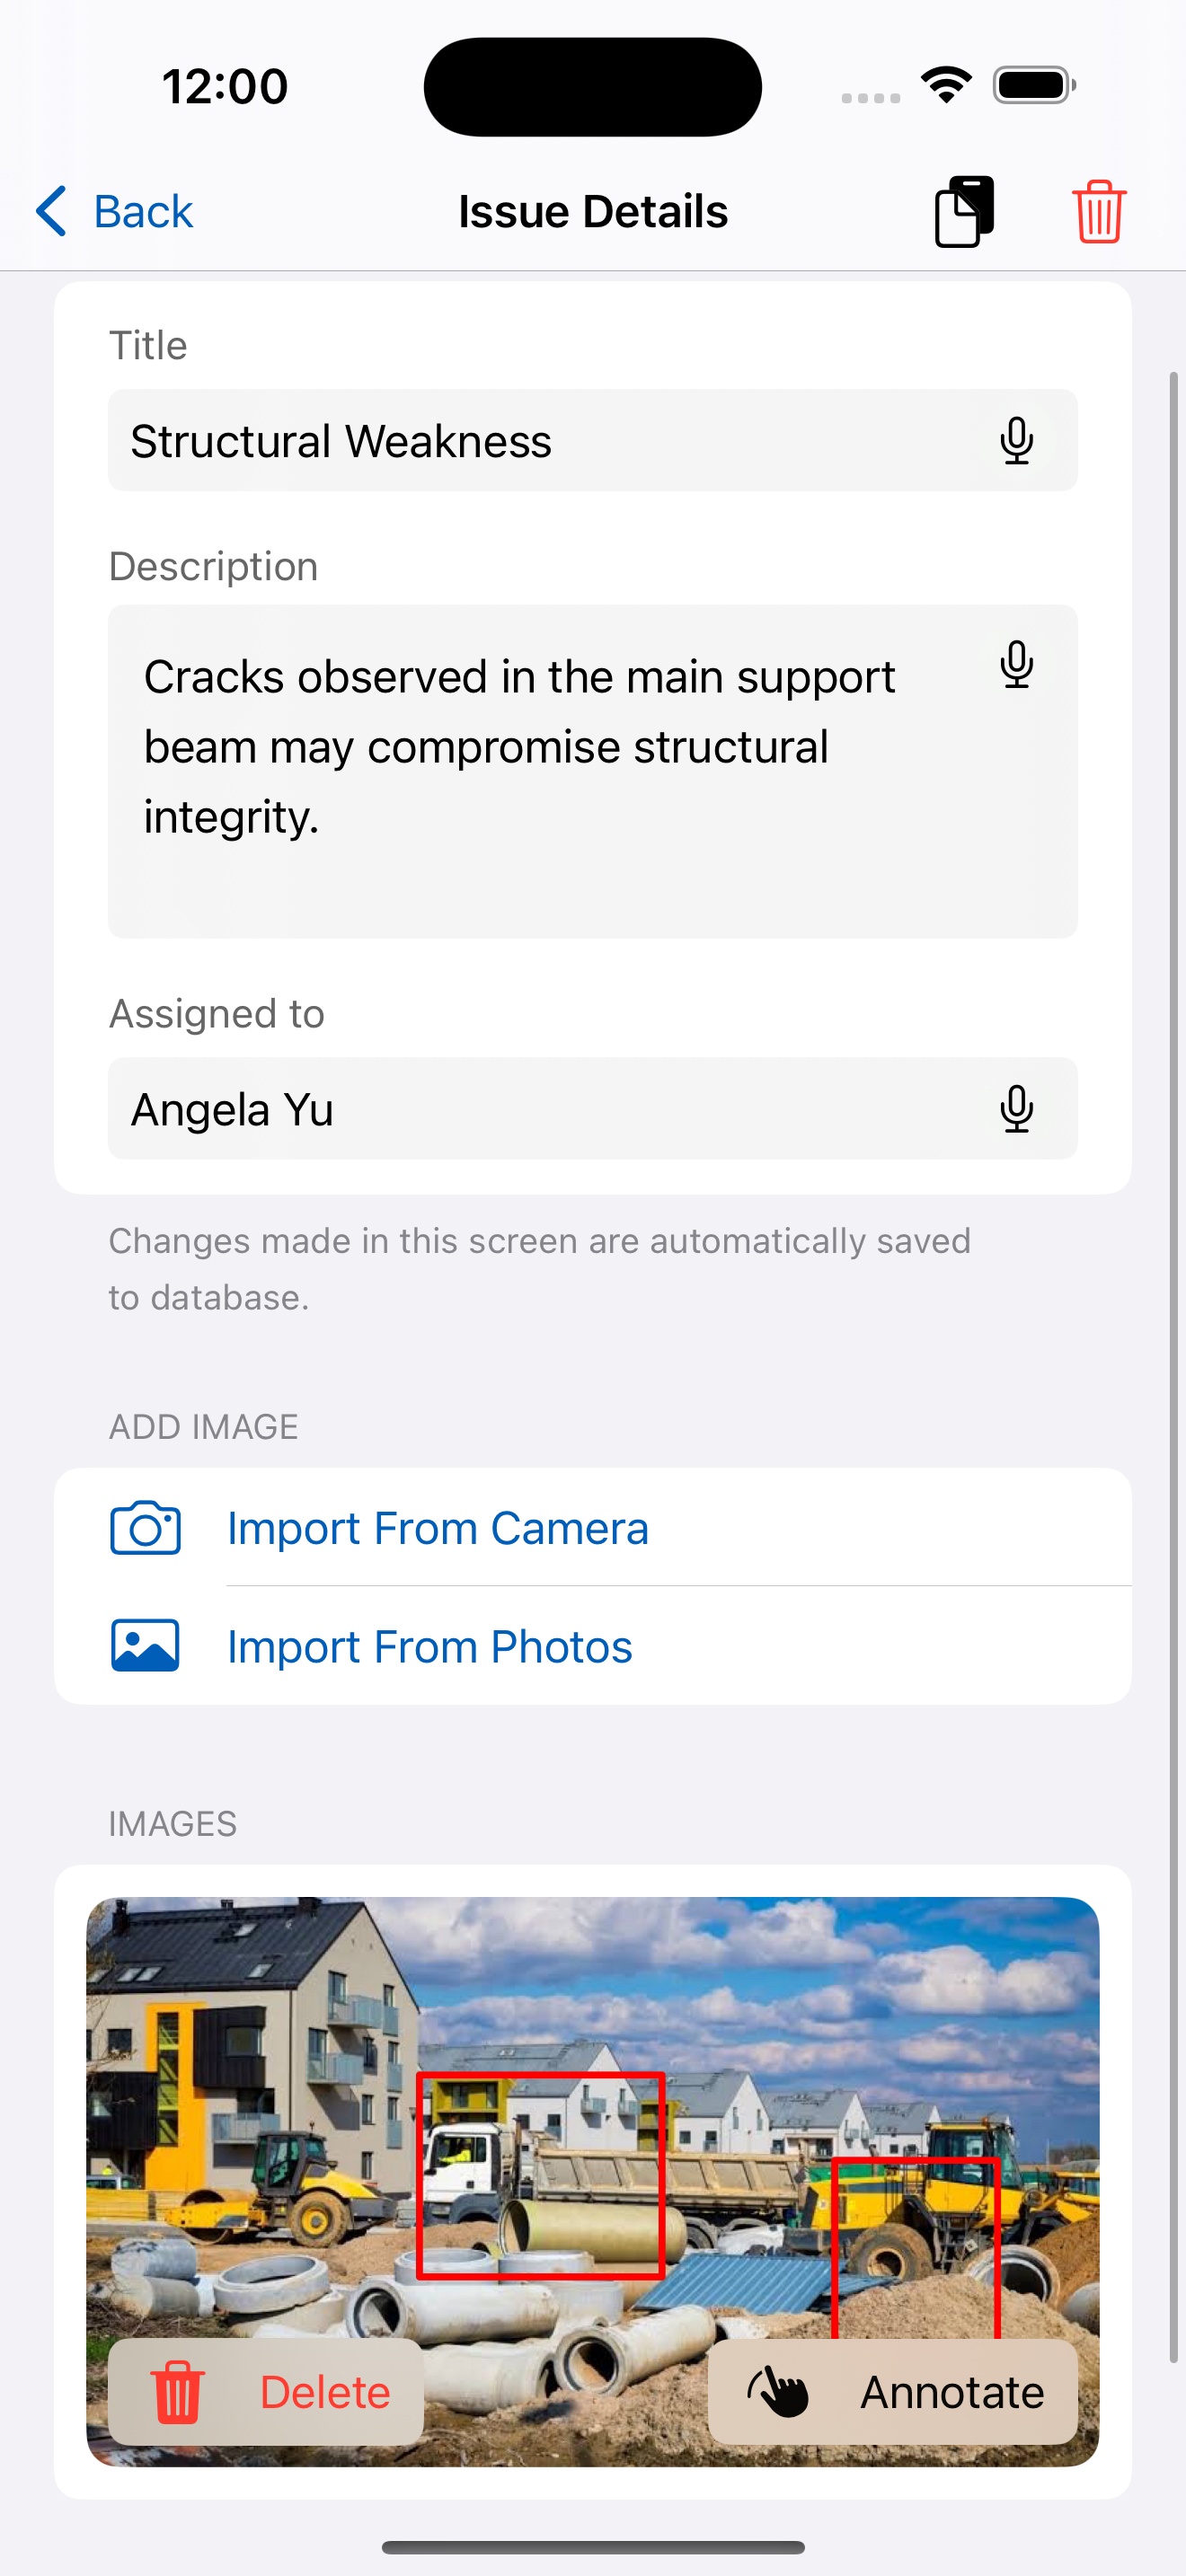 12:00
Back
Issue Details
Title
Structural Weakness
Description
Cracks observed in the main support
beam may compromise structural
integrity.
Assigned to
Angela Yu
Changes made in this screen are automatically saved
to database.
ADD IMAGE
Import From Camera
Import From Photos
IMAGES
Delete
Annotate